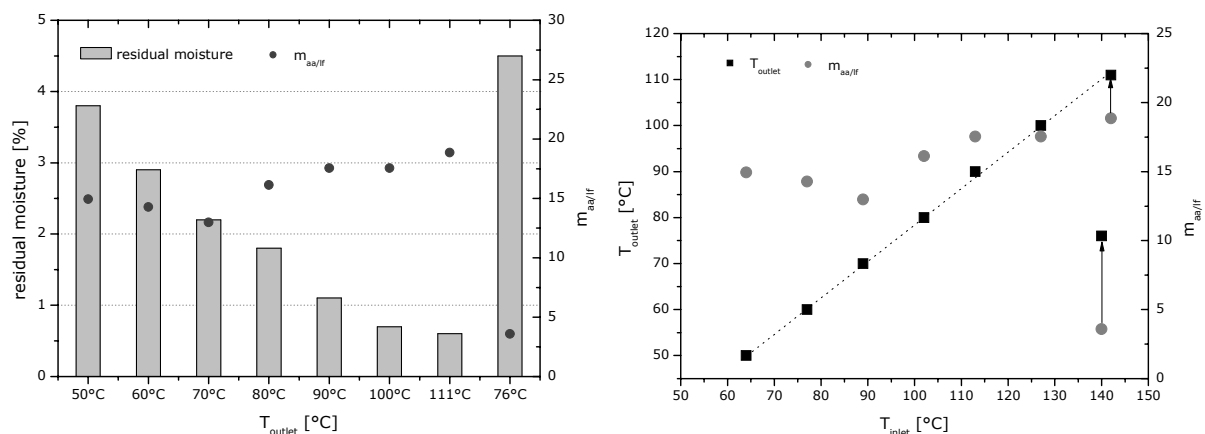 residual moisture m_aa/lf
residual moisture [%]
5
4
3
2
1
0
30
25
20
15
10
5
0
m_aa/lf
50°C 60°C 70°C 80°C 90°C 100°C 111°C 76°C
T_outlet [°C]
T_outlet m_aa/lf
T_outlet [°C]
120
110
100
90
80
70
60
50
25
20
15
10
5
0
m_aa/lf
50 60 70 80 90 100 110 120 130 140 150
T_inlet [°C]